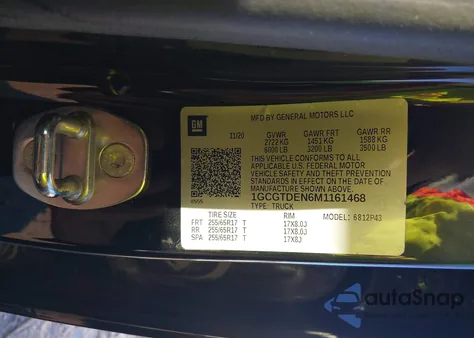 GM
MFD BY GENERAL MOTORS LLC
11/20 GVWR GAWR FRT GAWR RR
2722 KG 1451 KG 1588 KG
6000 LB 3200 LB 3500 LB
THIS VEHICLE CONFORMS TO ALL
APPLICABLE U.S. FEDERAL MOTOR
VEHICLE SAFETY AND THEFT PREVENTION
STANDARDS IN EFFECT ON THE DATE OF
MANUFACTURE SHOWN ABOVE.
1GCGTDEN6M1161468
TYPE: TRUCK
TIRE SIZE RIM MODEL: 6812P43
FRT 255/65R17 T 17X8.0J
RR 255/65R17 T 17X8.0J
SPA 255/65R17 T 17X8J
autoSnap